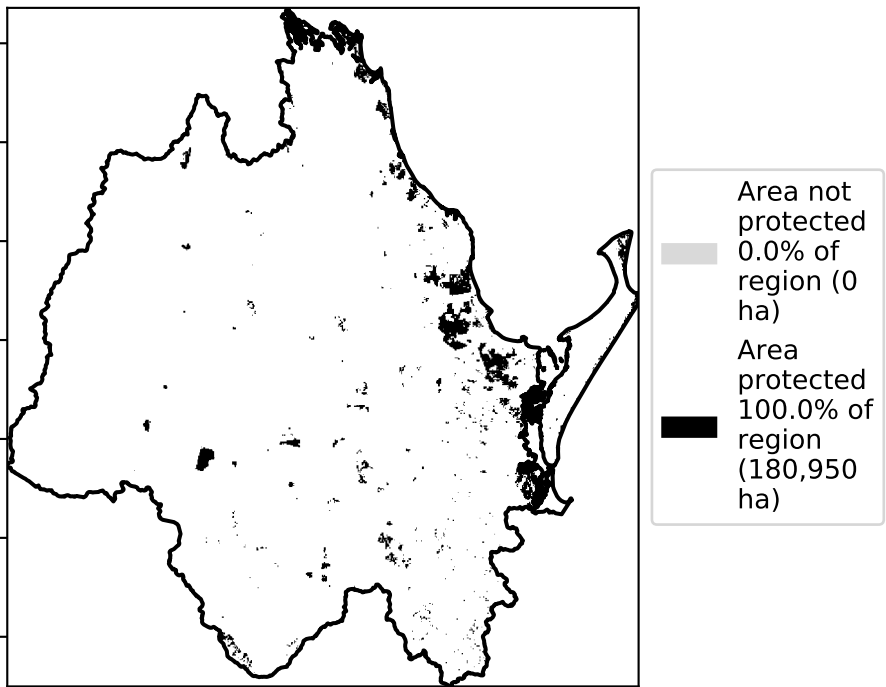 Area not
protected
0.0% of
region (0
ha)
Area
protected
100.0% of
region
(180,950
ha)